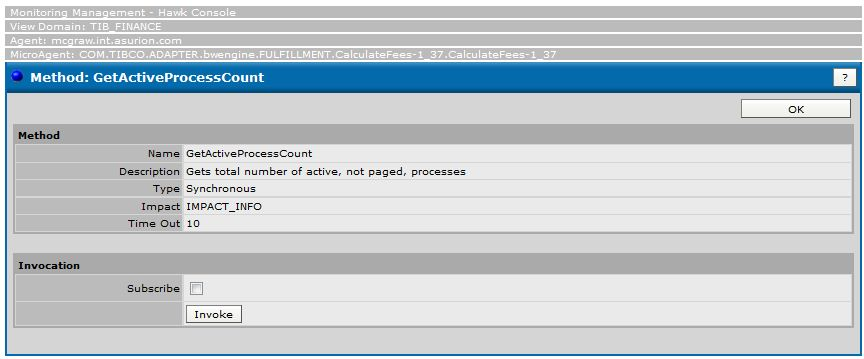 Monitoring Management - Hawk Console
View Domain: TIB_FINANCE
Agent: mcgraw.int.asurion.com
MicroAgent: COM.TIBCO.ADAPTER.bwengine.FULFILLMENT.CalculateFees-1_37.CalculateFees-1_37
Method: GetActiveProcessCount ?
OK
Method
Name GetActiveProcessCount
Description Gets total number of active, not paged, processes
Type Synchronous
Impact IMPACT_INFO
Time Out 10
Invocation
Subscribe
Invoke